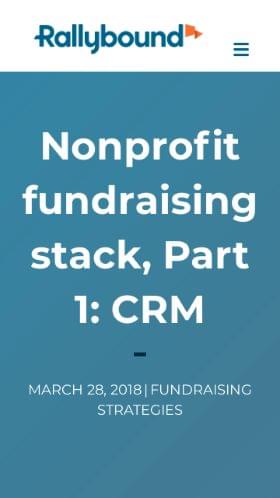 Rallybound
Nonprofit
fundraising
stack, Part
1: CRM
MARCH 28, 2018|FUNDRAISING
STRATEGIES